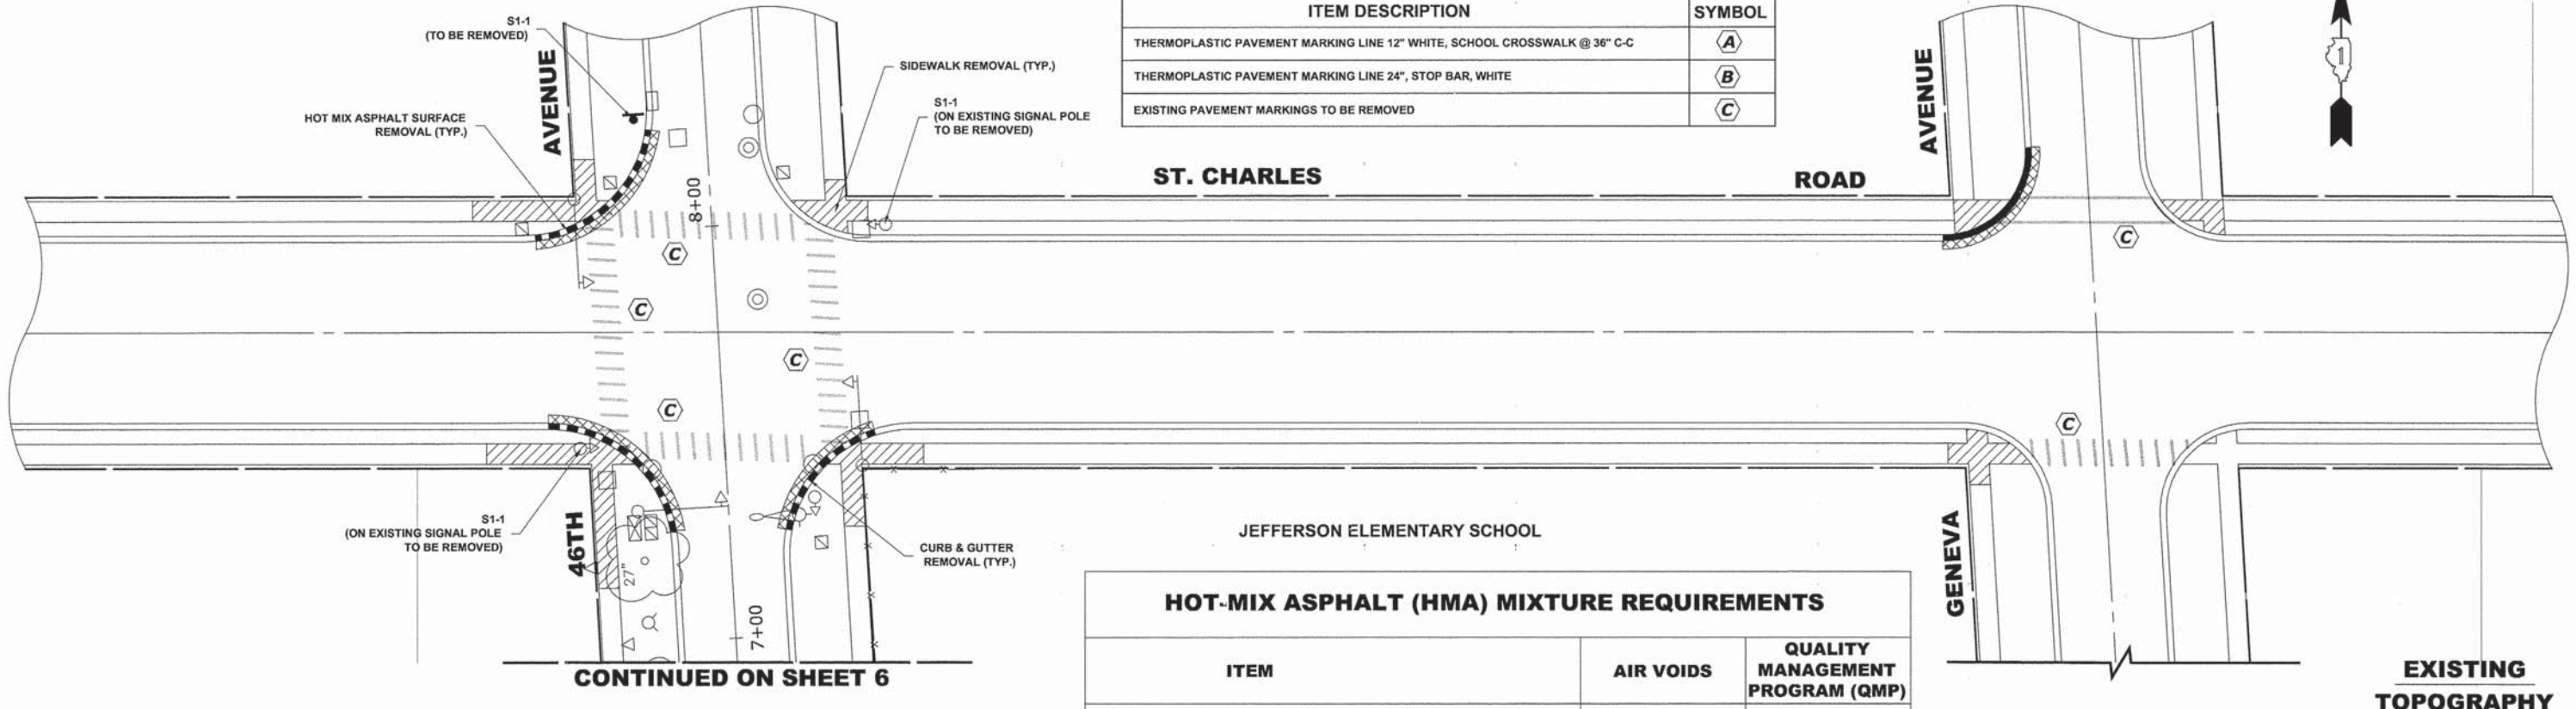 ITEM DESCRIPTION
SYMBOL
THERMOPLASTIC PAVEMENT MARKING LINE 12" WHITE, SCHOOL CROSSWALK @ 36" C-C
A
THERMOPLASTIC PAVEMENT MARKING LINE 24", STOP BAR, WHITE
B
EXISTING PAVEMENT MARKINGS TO BE REMOVED
C
S1-1
(TO BE REMOVED)
AVENUE
HOT MIX ASPHALT SURFACE
REMOVAL (TYP.)
SIDEWALK REMOVAL (TYP.)
S1-1
(ON EXISTING SIGNAL POLE
TO BE REMOVED)
AVENUE
1
ST. CHARLES
ROAD
8+00
C
C
C
C
C
C
S1-1
(ON EXISTING SIGNAL POLE
TO BE REMOVED)
46TH
27"
7+00
CURB & GUTTER
REMOVAL (TYP.)
JEFFERSON ELEMENTARY SCHOOL
GENEVA
CONTINUED ON SHEET 6
HOT-MIX ASPHALT (HMA) MIXTURE REQUIREMENTS
ITEM
AIR VOIDS
QUALITY
MANAGEMENT
PROGRAM (QMP)
EXISTING
TOPOGRAPHY